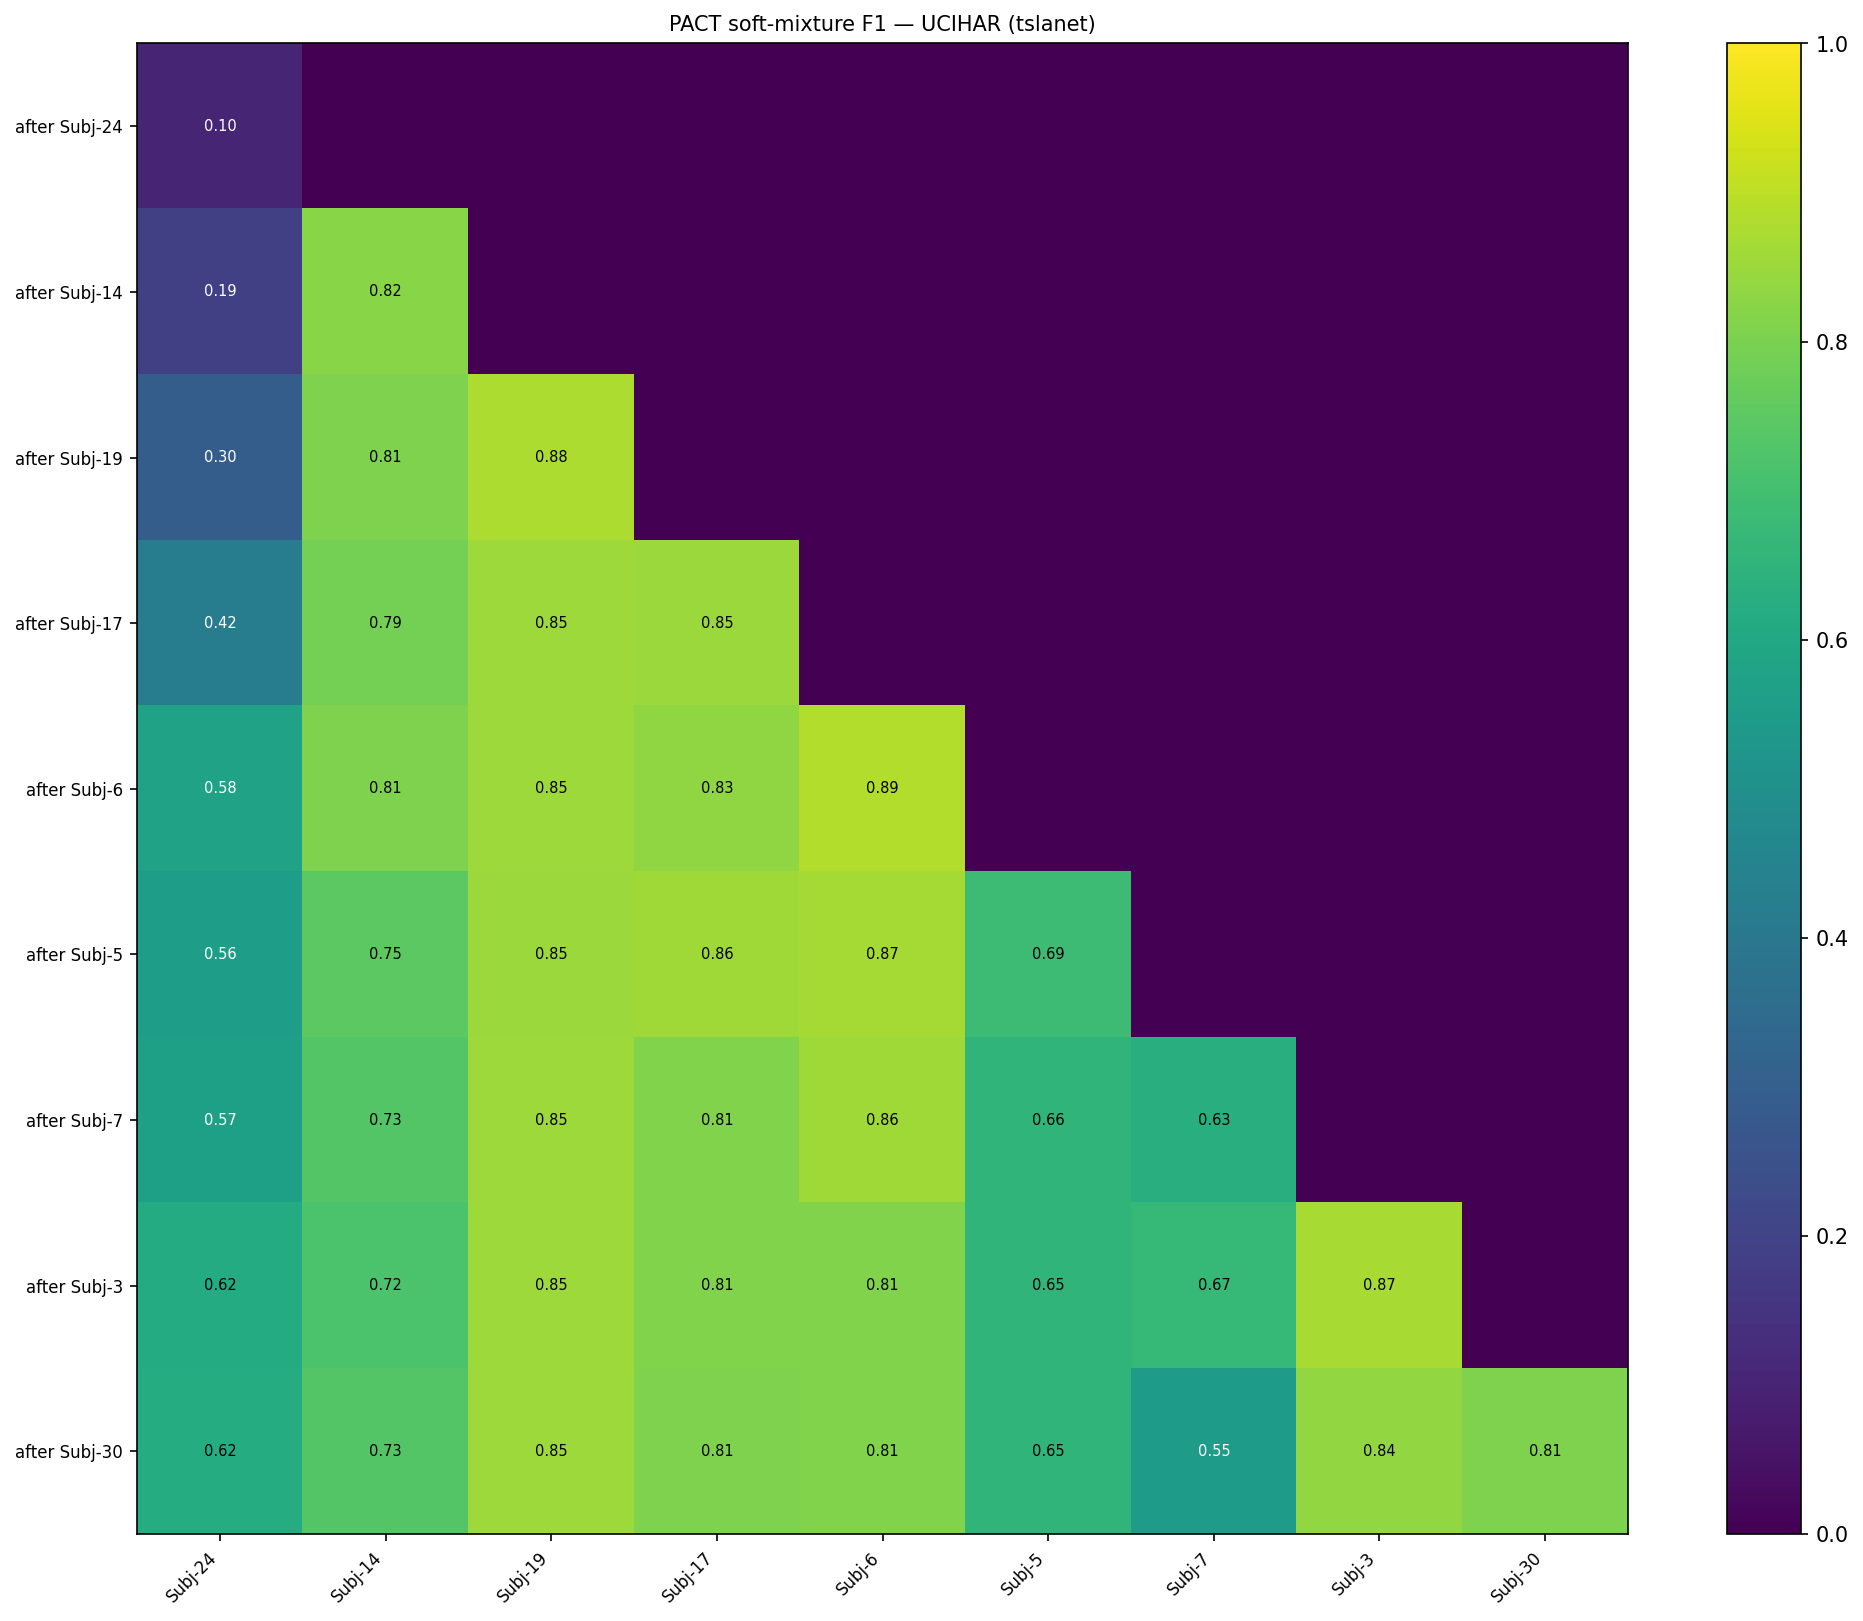 PACT soft-mixture F1 — UCIHAR (tslanet)
1.0
after Subj-24 0.10
after Subj-14 0.19 0.82
0.8
after Subj-19 0.30 0.81 0.88
after Subj-17 0.42 0.79 0.85 0.85
0.6
after Subj-6 0.58 0.81 0.85 0.83 0.89
0.4
after Subj-5 0.56 0.75 0.85 0.86 0.87 0.69
after Subj-7 0.57 0.73 0.85 0.81 0.86 0.66 0.63
0.2
after Subj-3 0.62 0.72 0.85 0.81 0.81 0.65 0.67 0.87
after Subj-30 0.62 0.73 0.85 0.81 0.81 0.65 0.55 0.84 0.81
0.0
Subj-24 Subj-14 Subj-19 Subj-17 Subj-6 Subj-5 Subj-7 Subj-3 Subj-30